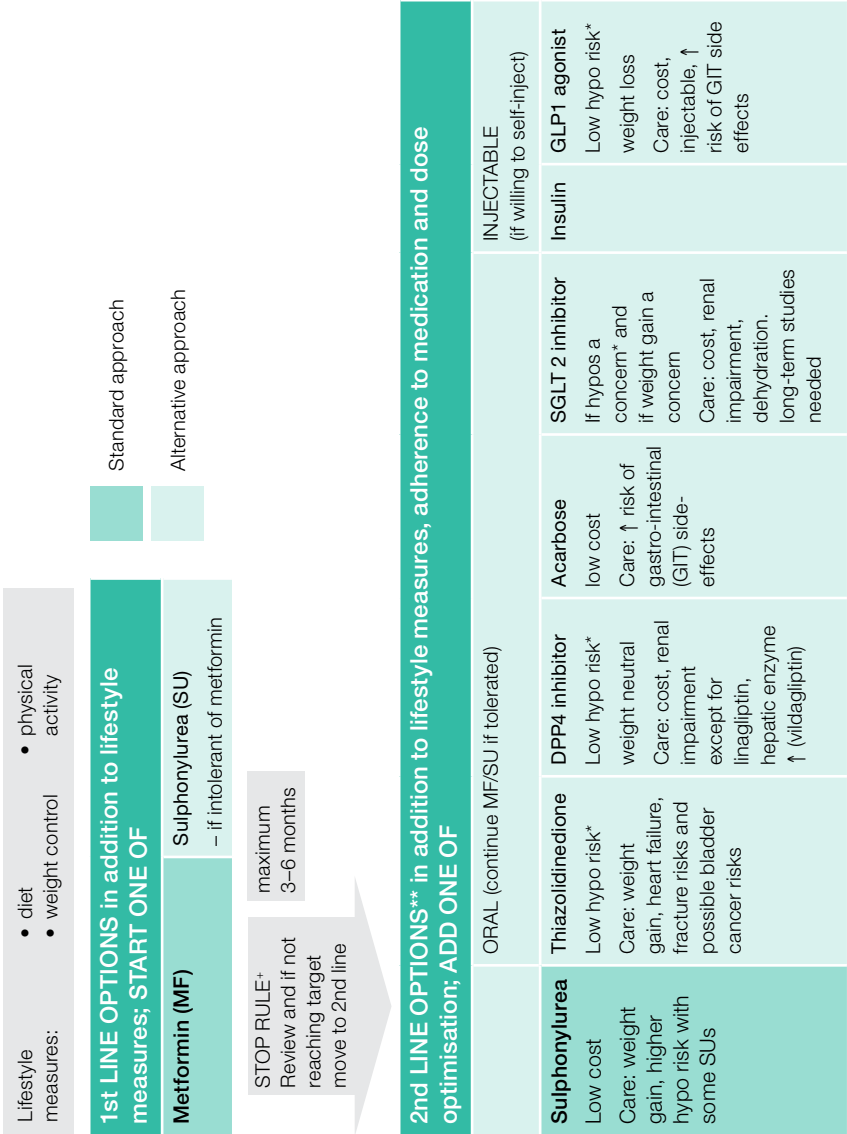 Lifestyle
measures:
• diet
• weight control
• physical
activity
1st LINE OPTIONS in addition to lifestyle
measures; START ONE OF
Metformin (MF)
Sulphonylurea (SU)
– if intolerant of metformin
Standard approach
Alternative approach
STOP RULE+
Review and if not
reaching target
move to 2nd line
maximum
3–6 months
2nd LINE OPTIONS** in addition to lifestyle measures, adherence to medication and dose
optimisation; ADD ONE OF
ORAL (continue MF/SU if tolerated)
INJECTABLE
(if willing to self-inject)
Sulphonylurea
Low cost
Care: weight
gain, higher
hypo risk with
some SUs
Thiazolidinedione
Low hypo risk*
Care: weight
gain, heart failure,
fracture risks and
possible bladder
cancer risks
DPP4 inhibitor
Low hypo risk*
weight neutral
Care: cost, renal
impairment
except for
linagliptin,
hepatic enzyme
↑ (vildagliptin)
Acarbose
low cost
Care: ↑ risk of
gastro-intestinal
(GIT) side-
effects
SGLT 2 inhibitor
If hypos a
concern* and
if weight gain a
concern
Care: cost, renal
impairment,
dehydration.
long-term studies
needed
Insulin
GLP1 agonist
Low hypo risk*
weight loss
Care: cost,
injectable, ↑
risk of GIT side
effects